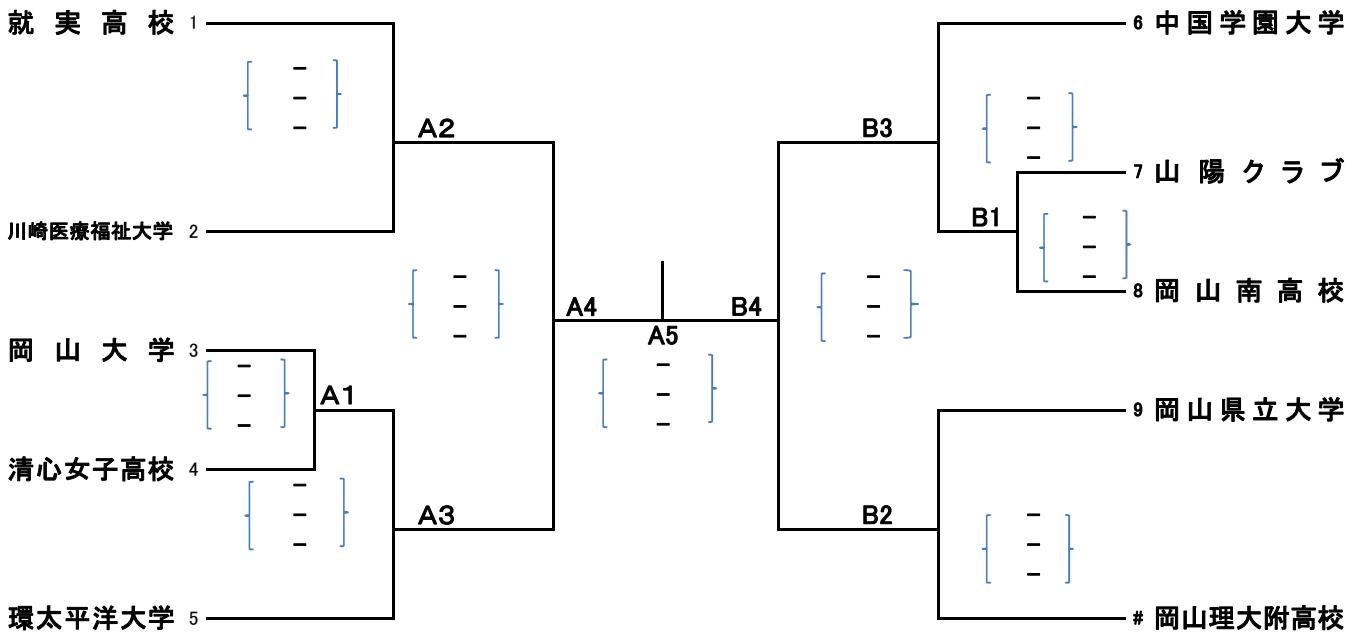 就実高校 1
6 中国学園大学
A2
B3
7 山陽クラブ
B1
川崎医療福祉大学 2
8 岡山南高校
A4
B4
A5
岡山大学 3
A1
9 岡山県立大学
清心女子高校 4
A3
B2
環太平洋大学 5
# 岡山理大附高校